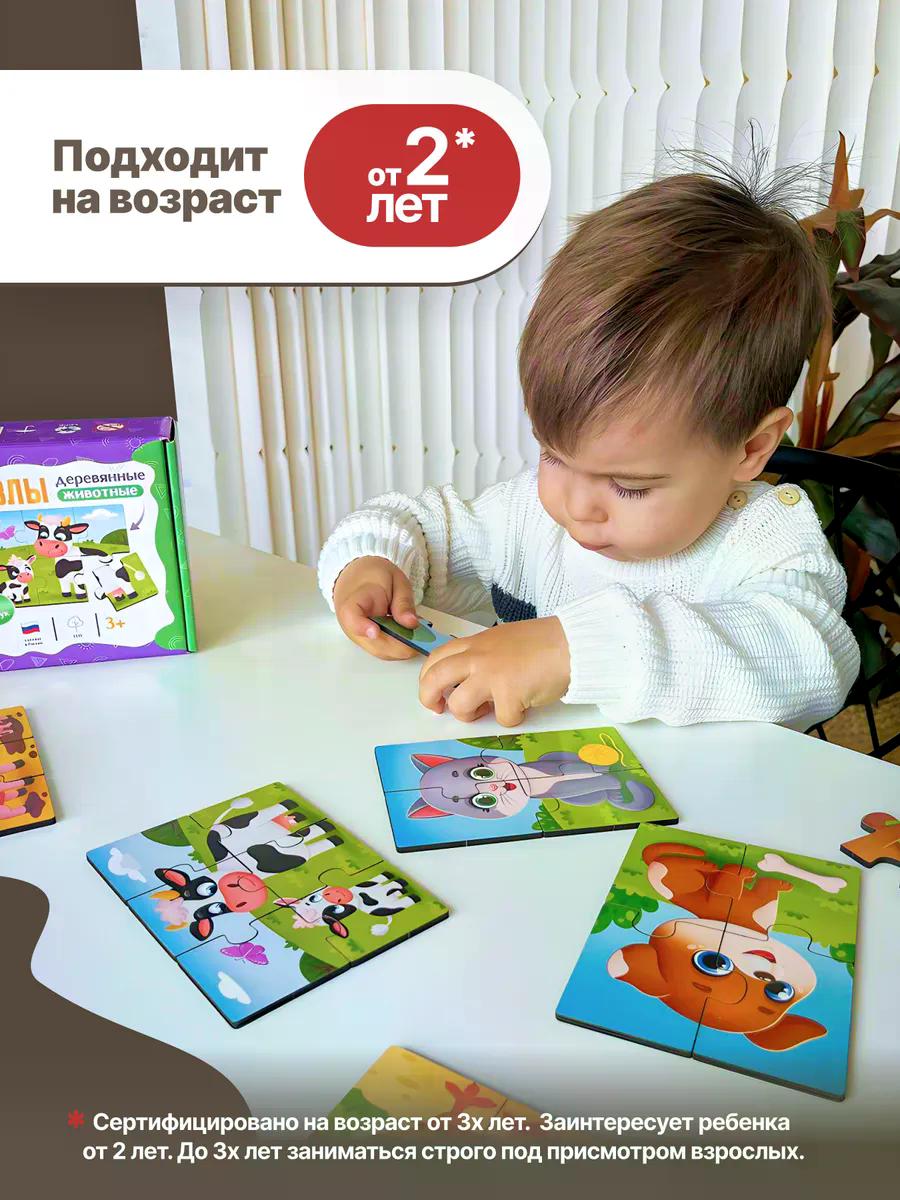 Подходит
на возраст
от 2*
лет
деревянные
животные
3+
* Сертифицировано на возраст от 3х лет. Заинтересует ребенка
от 2 лет. До 3х лет заниматься строго под присмотром взрослых.